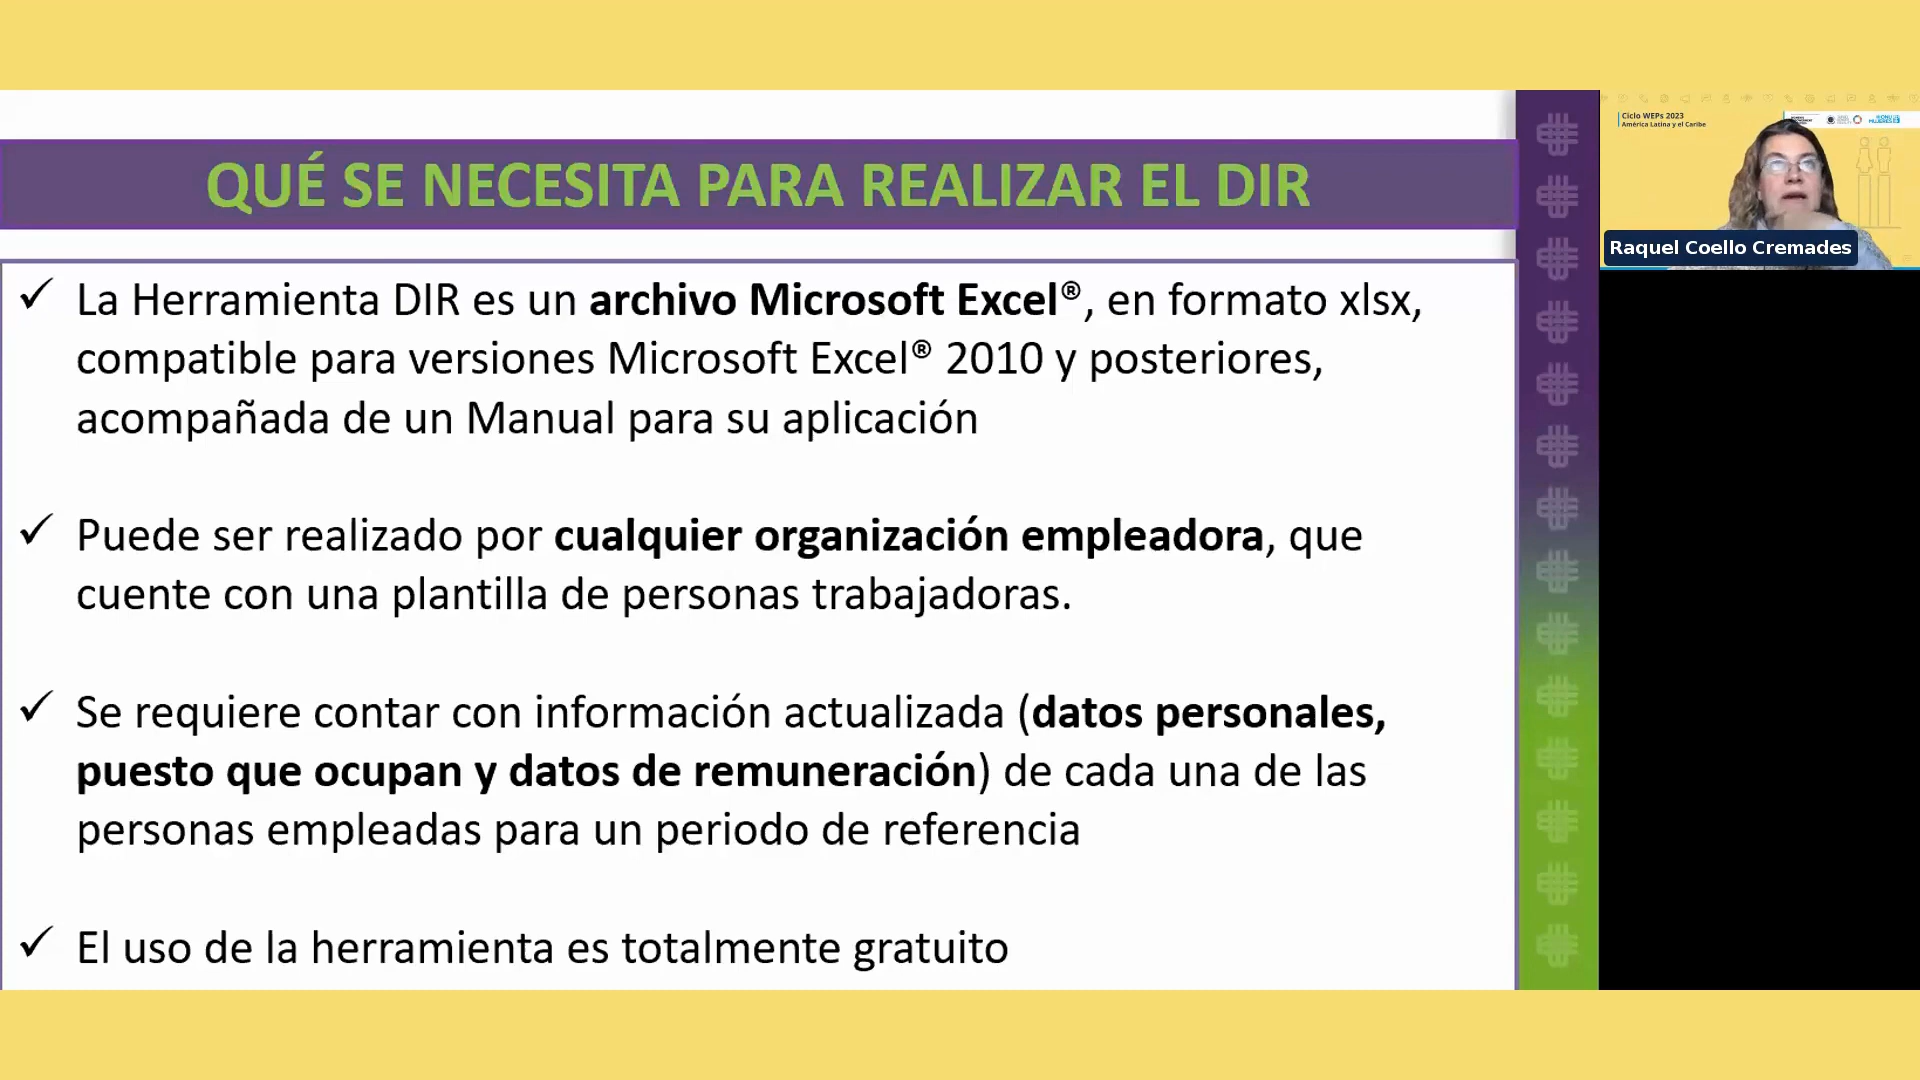 QUÉ SE NECESITA PARA REALIZAR EL DIR
✓ La Herramienta DIR es un archivo Microsoft Excel®, en formato xlsx,
compatible para versiones Microsoft Excel® 2010 y posteriores,
acompañada de un Manual para su aplicación
✓ Puede ser realizado por cualquier organización empleadora, que
cuente con una plantilla de personas trabajadoras.
✓ Se requiere contar con información actualizada (datos personales,
puesto que ocupan y datos de remuneración) de cada una de las
personas empleadas para un periodo de referencia
✓ El uso de la herramienta es totalmente gratuito
Ciclo WEPs 2023
América Latina y el Caribe
Raquel Coello Cremades